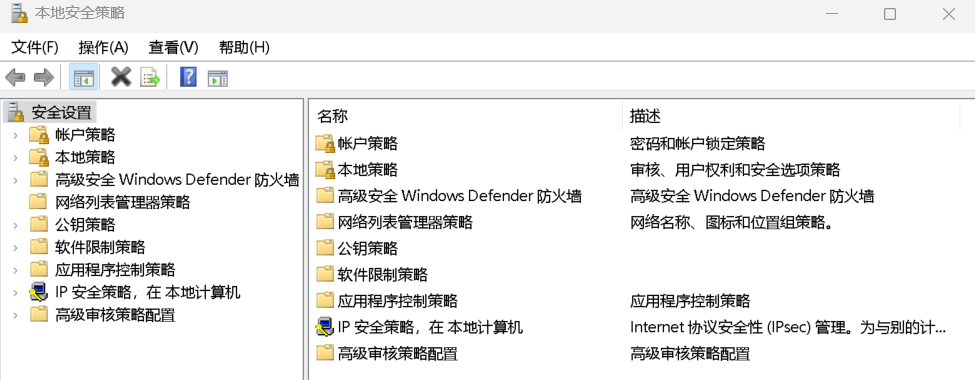 本地安全策略
文件(F) 操作(A) 查看(V) 帮助(H)
安全设置
帐户策略
本地策略
高级安全 Windows Defender 防火墙
网络列表管理器策略
公钥策略
软件限制策略
应用程序控制策略
IP 安全策略，在 本地计算机
高级审核策略配置
名称 描述
帐户策略 密码和帐户锁定策略
本地策略 审核、用户权利和安全选项策略
高级安全 Windows Defender 防火墙 高级安全 Windows Defender 防火墙
网络列表管理器策略 网络名称、图标和位置组策略。
公钥策略
软件限制策略
应用程序控制策略 应用程序控制策略
IP 安全策略，在 本地计算机 Internet 协议安全性 (IPsec) 管理。为与别的计...
高级审核策略配置 高级审核策略配置